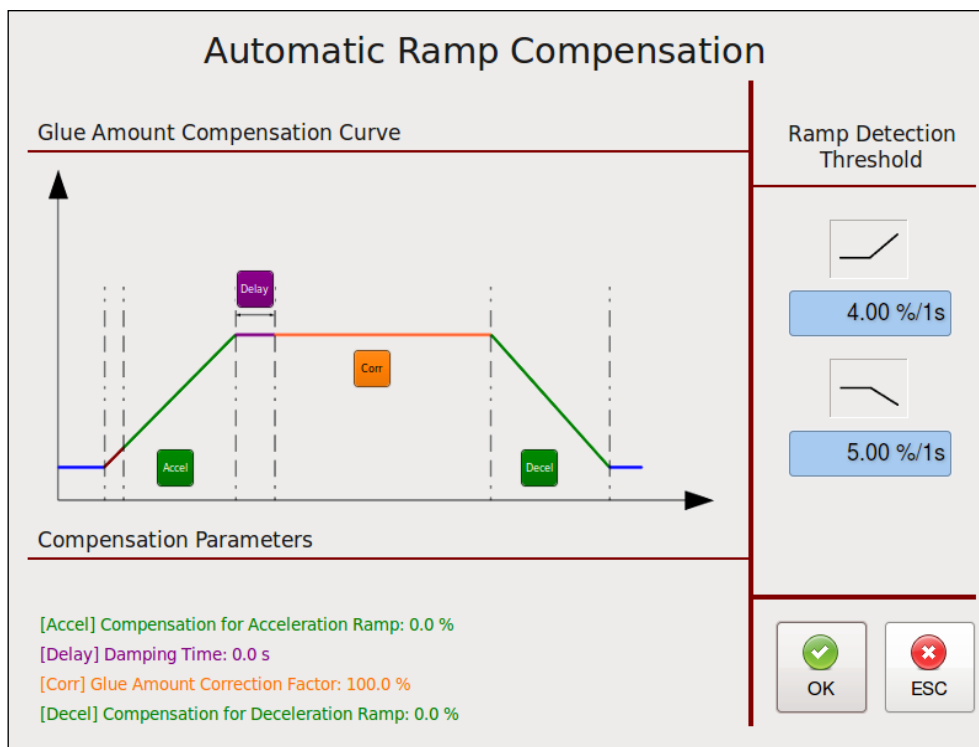 Automatic Ramp Compensation
Glue Amount Compensation Curve
Delay
Corr
Accel
Decel
Compensation Parameters
[Accel] Compensation for Acceleration Ramp: 0.0 %
[Delay] Damping Time: 0.0 s
[Corr] Glue Amount Correction Factor: 100.0 %
[Decel] Compensation for Deceleration Ramp: 0.0 %
Ramp Detection
Threshold
4.00 %/1s
5.00 %/1s
OK
ESC